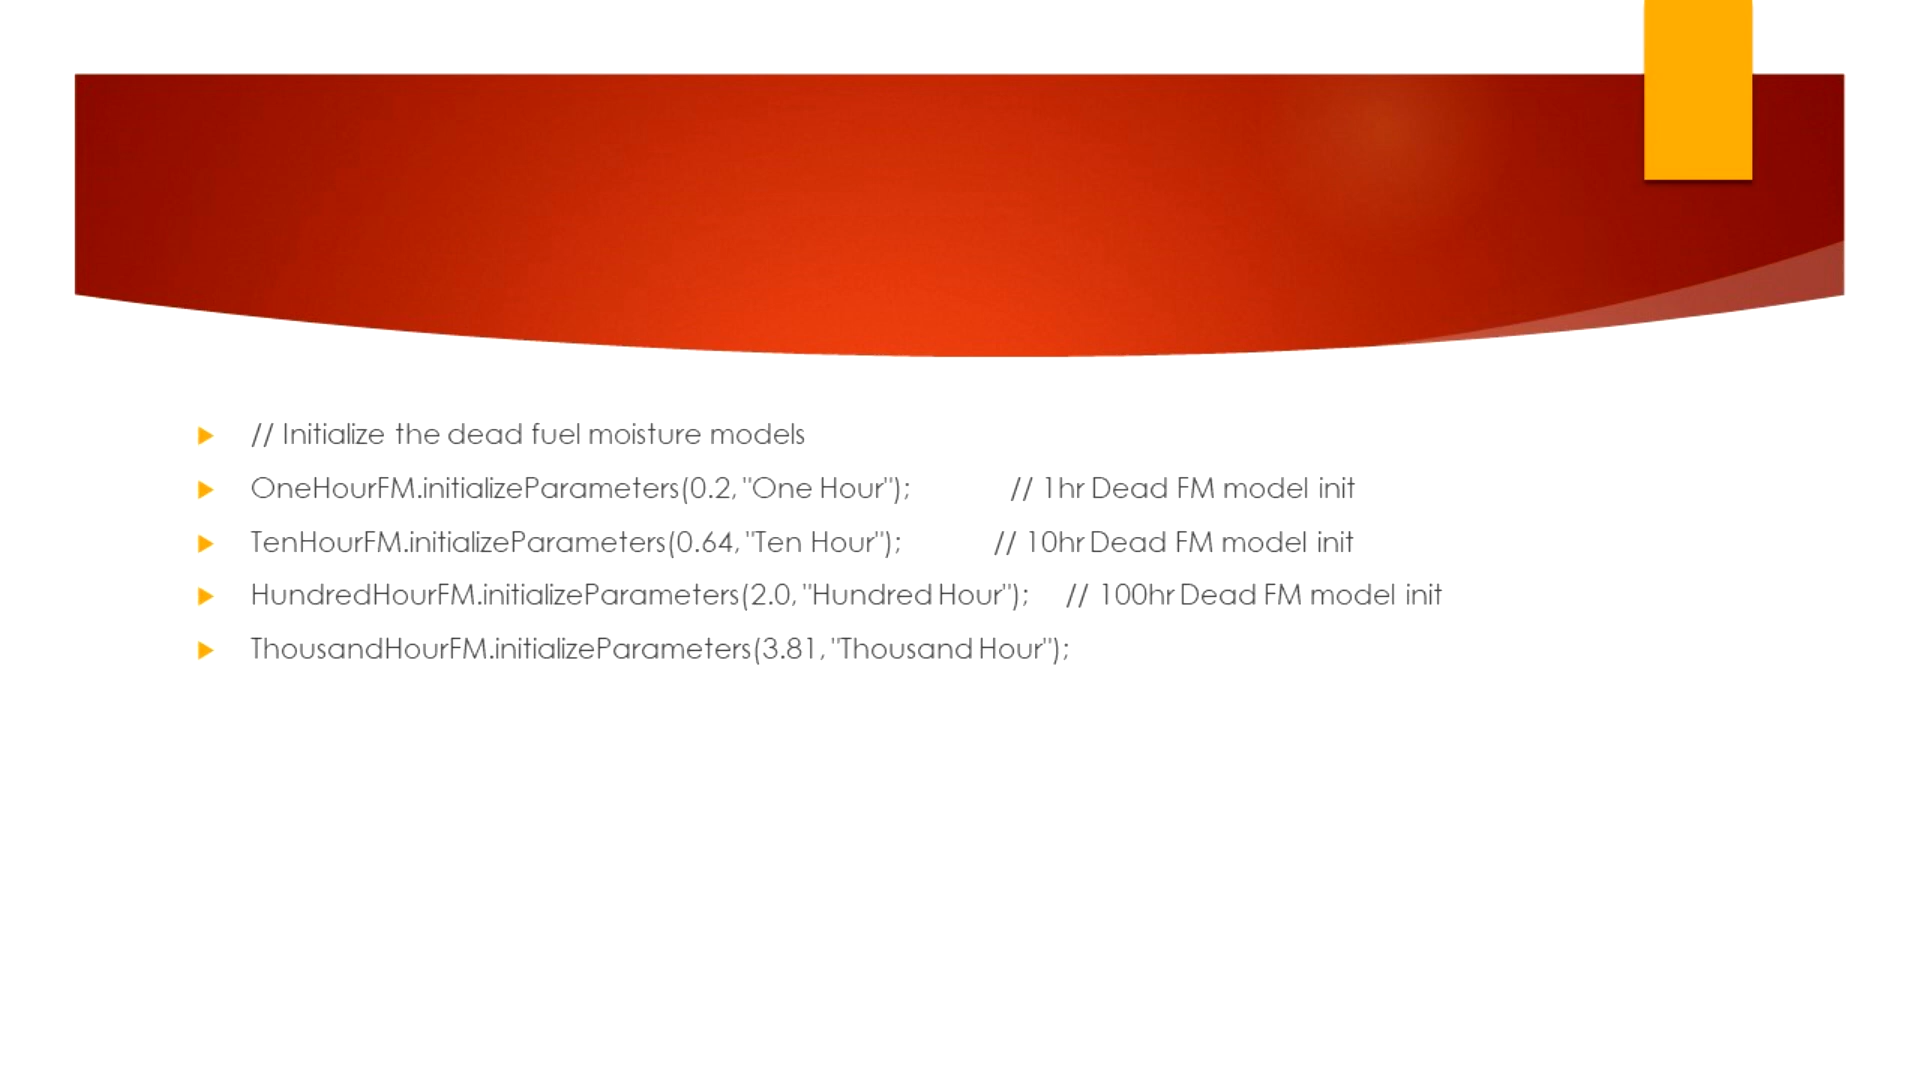 // Initialize the dead fuel moisture models
OneHourFM.initializeParameters(0.2, "One Hour"); // 1hr Dead FM model init
TenHourFM.initializeParameters(0.64, "Ten Hour"); // 10hr Dead FM model init
HundredHourFM.initializeParameters(2.0, "Hundred Hour"); // 100hr Dead FM model init
ThousandHourFM.initializeParameters(3.81, "Thousand Hour");